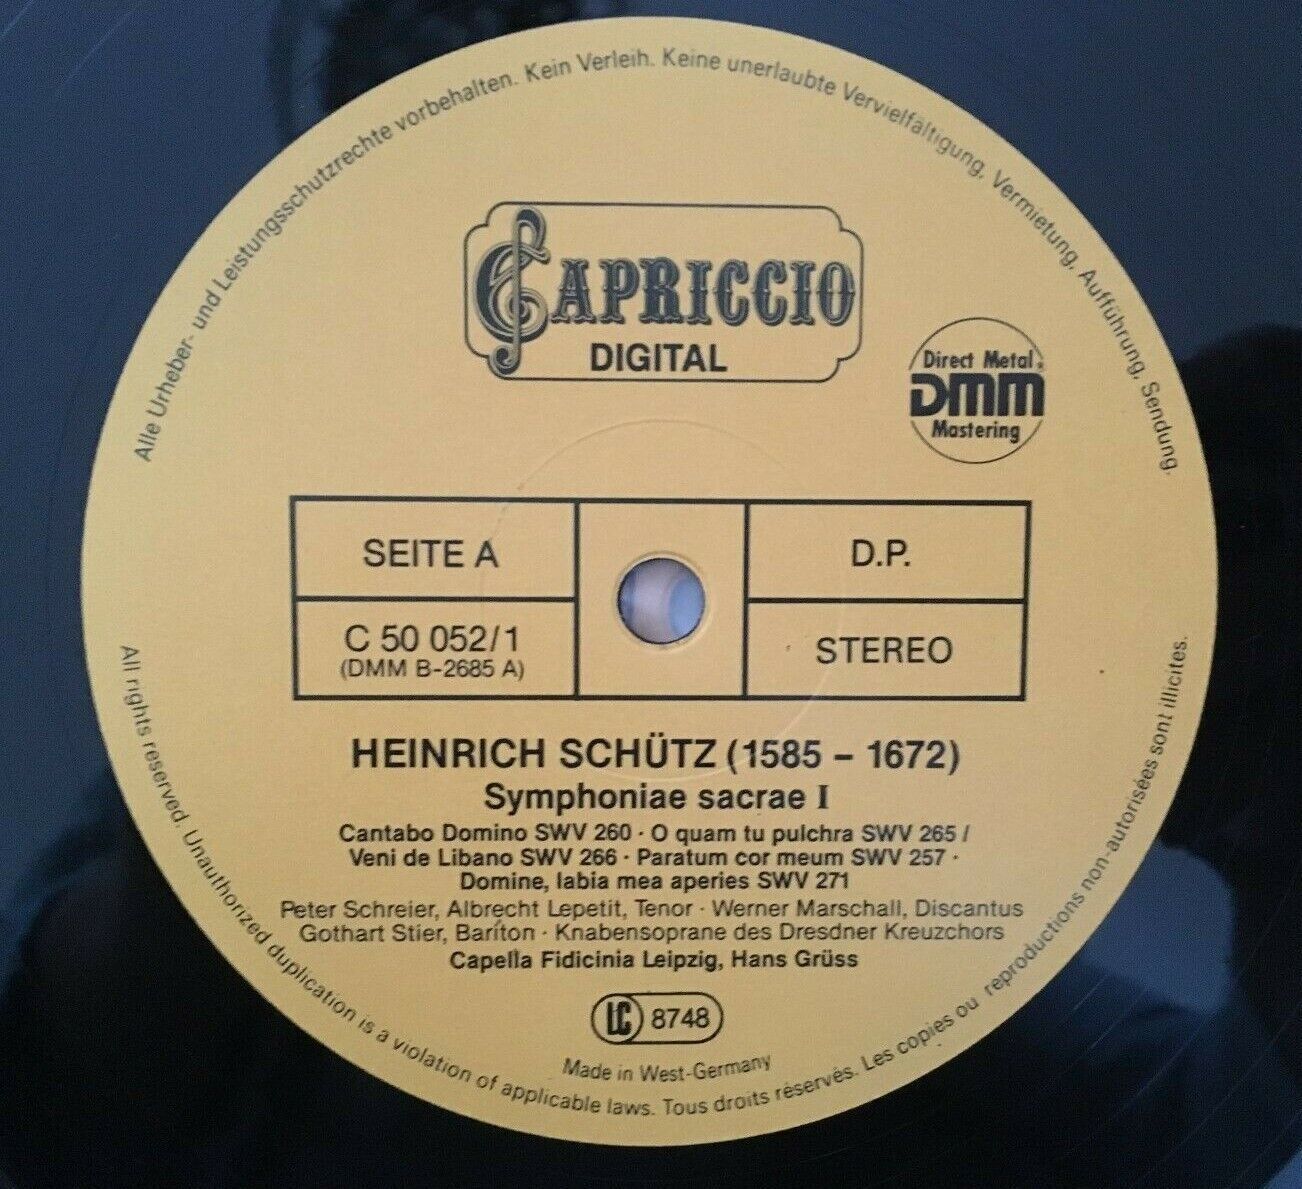 Alle Urheber- und Leistungsschutzrechte vorbehalten. Kein Verleih. Keine unerlaubte Vervielfältigung, Vermietung, Aufführung, Sendung.
CAPRICCIO
DIGITAL
Direct Metal
DMM
Mastering
SEITE A
D.P.
C 50 052/1
(DMM B-2685 A)
STEREO
HEINRICH SCHÜTZ (1585 – 1672)
Symphoniae sacrae I
Cantabo Domino SWV 260 · O quam tu pulchra SWV 265 /
Veni de Libano SWV 266 · Paratum cor meum SWV 257 ·
Domine, labia mea aperies SWV 271
Peter Schreier, Albrecht Lepetit, Tenor · Werner Marschall, Discantus
Gothart Stier, Bariton · Knabensoprane des Dresdner Kreuzchors
Capella Fidicinia Leipzig, Hans Grüss
LC 8748
Made in West-Germany
All rights reserved. Unauthorized duplication is a violation of applicable laws. Tous droits réservés. Les copies ou reproductions non-autorisées sont illicites.